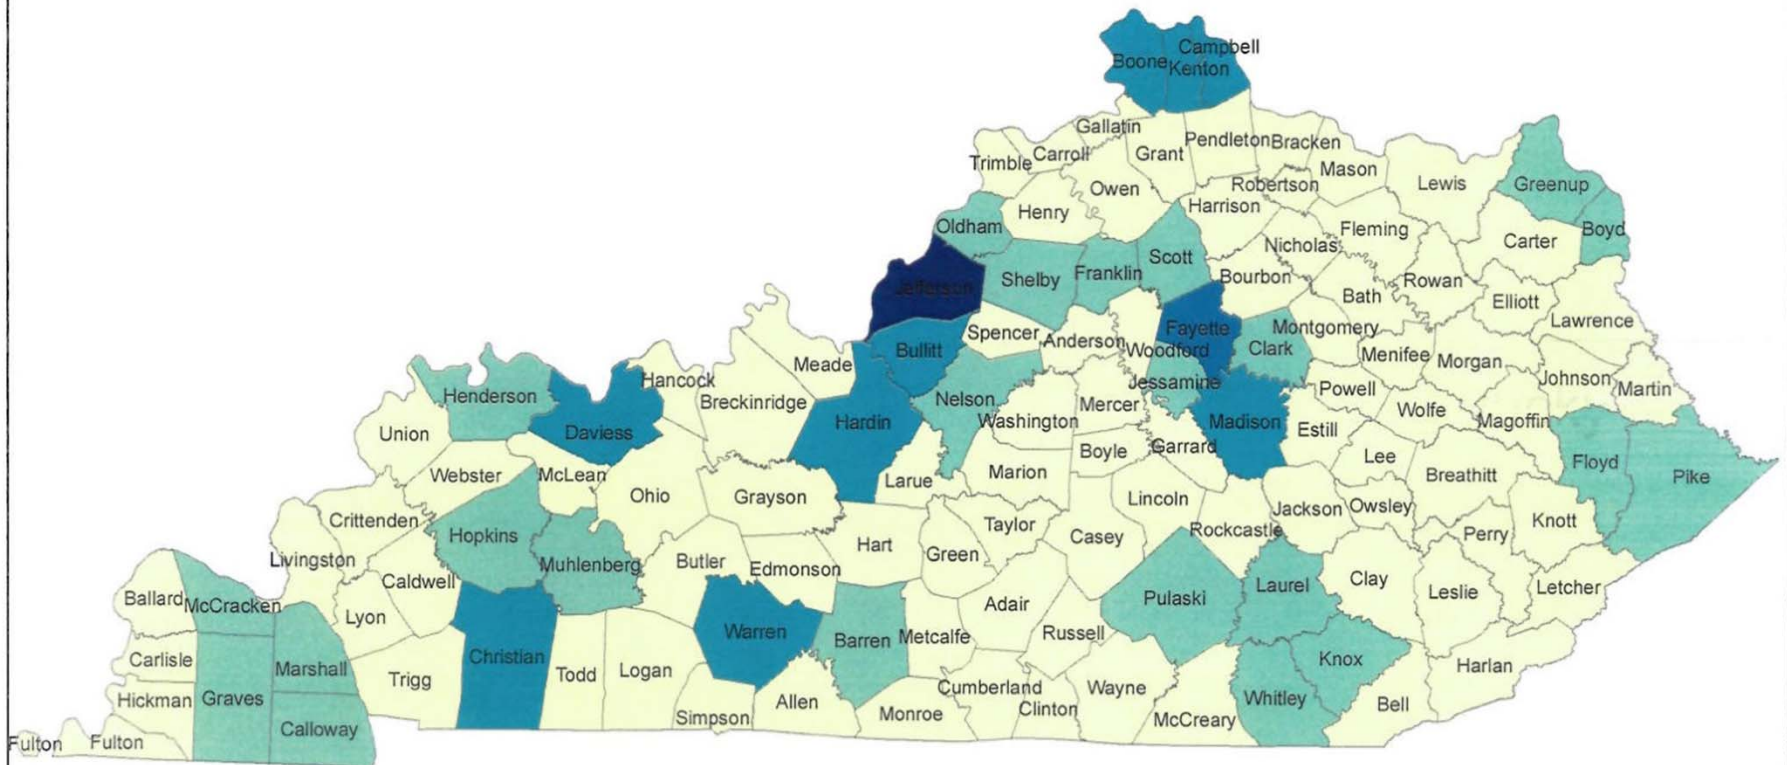 Campbell
Boone
Kenton
Gallatin
Pendleton
Bracken
Trimble
Carroll
Grant
Mason
Owen
Robertson
Lewis
Greenup
Henry
Harrison
Oldham
Fleming
Boyd
Nicholas
Carter
Scott
Shelby
Franklin
Bourbon
Rowan
Jefferson
Bath
Elliott
Lawrence
Spencer
Anderson
Fayette
Montgomery
Bullitt
Woodford
Clark
Menifee
Morgan
Meade
Hancock
Jessamine
Johnson
Martin
Henderson
Breckinridge
Nelson
Powell
Mercer
Wolfe
Union
Daviess
Hardin
Washington
Madison
Estill
Magoffin
Boyle
Garrard
Lee
Floyd
Pike
Webster
McLean
Ohio
Grayson
Larue
Marion
Breathitt
Lincoln
Jackson
Owsley
Crittenden
Hopkins
Taylor
Casey
Rockcastle
Perry
Knott
Livingston
Muhlenberg
Butler
Edmonson
Hart
Green
Caldwell
Ballard
McCracken
Lyon
Adair
Pulaski
Laurel
Clay
Leslie
Letcher
Warren
Barren
Metcalfe
Russell
Carlisle
Marshall
Trigg
Christian
Todd
Logan
Knox
Harlan
Hickman
Graves
Calloway
Simpson
Allen
Monroe
Cumberland
Clinton
Wayne
McCreary
Whitley
Bell
Fulton
Fulton